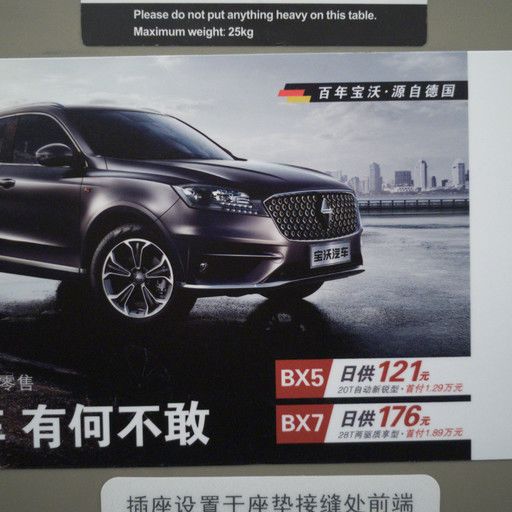 Please do not put anything heavy on this table.
Maximum weight: 25kg
百年宝沃·源自德国
宝沃汽车
零售
有何不敢
BX5 日供121元
20T自动新锐型·首付1.29万元
BX7 日供176元
28T两驱质享型·首付1.89万元
插座设置于座垫接缝处前端